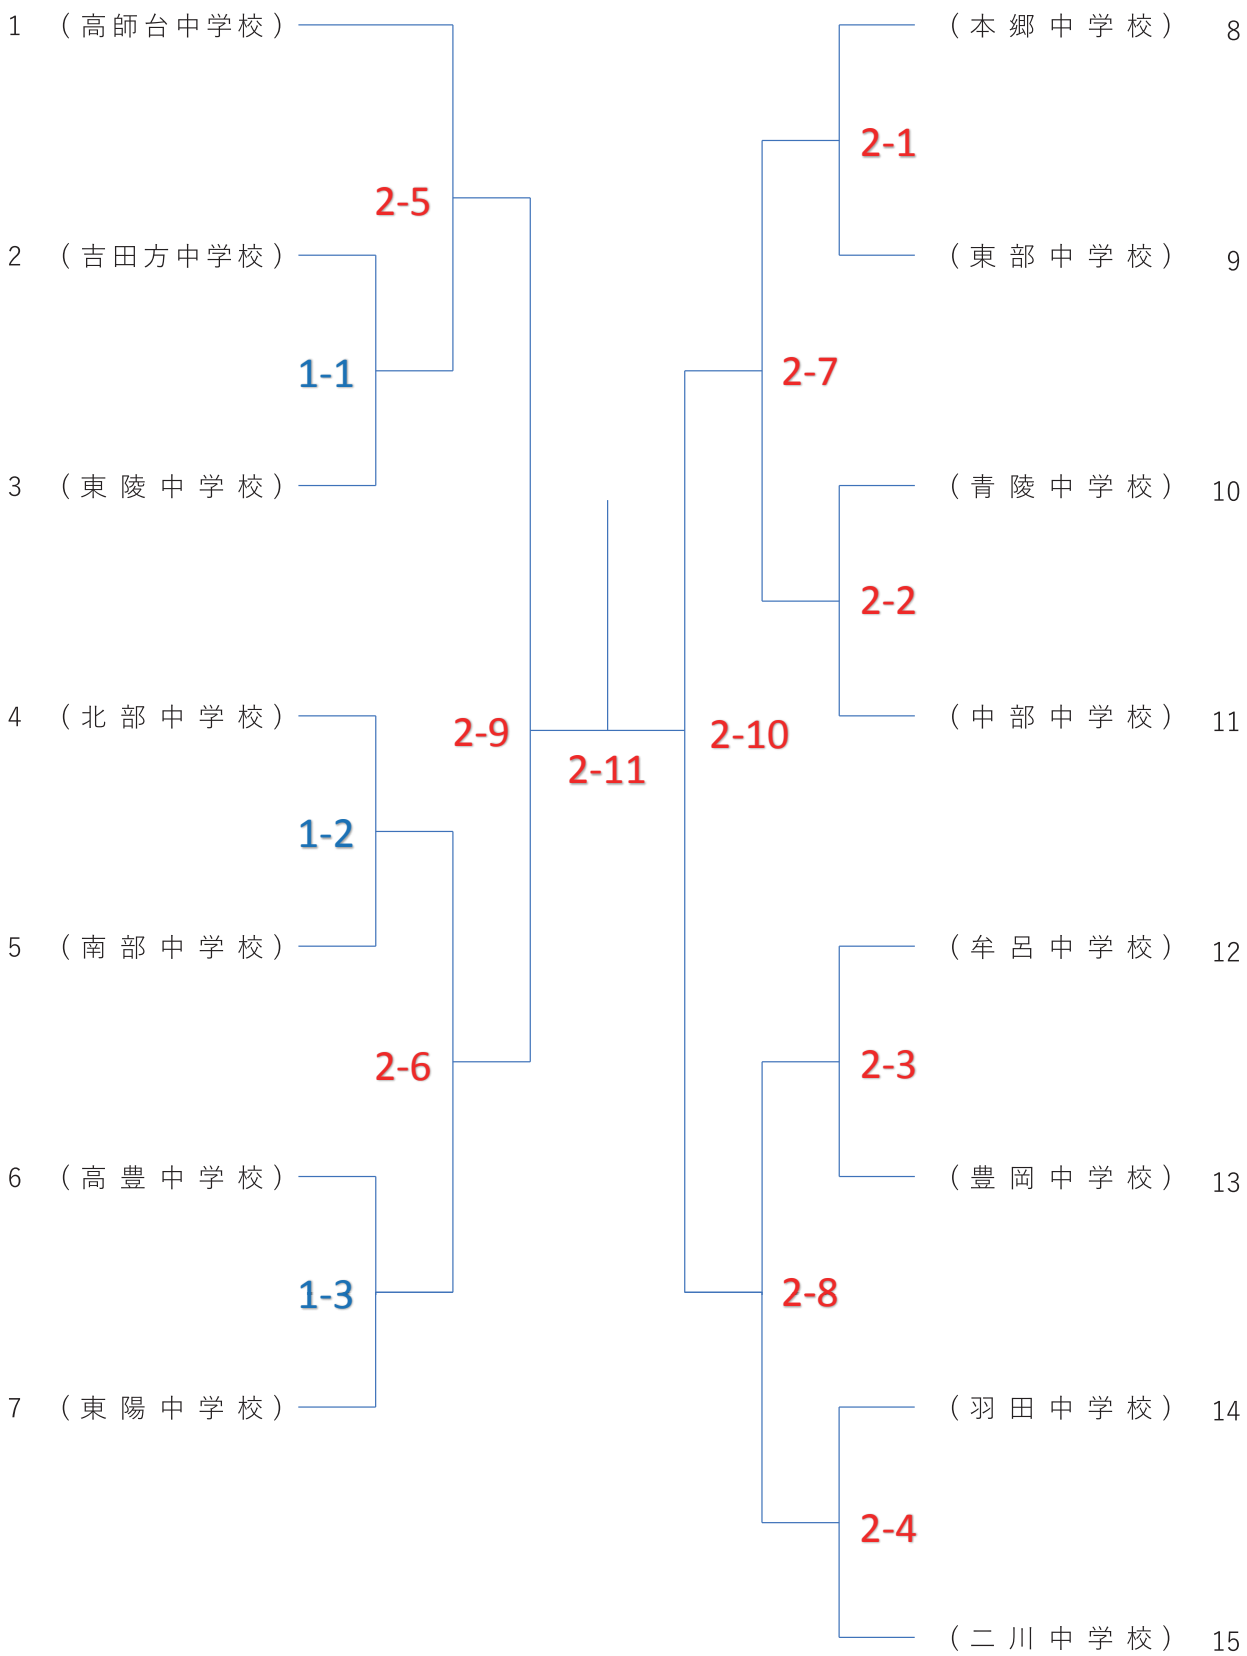 1 （高師台中学校）
2-5
2 （吉田方中学校）
1-1
3 （東陵中学校）
4 （北部中学校）
2-9
1-2
5 （南部中学校）
2-6
6 （高豊中学校）
1-3
7 （東陽中学校）
2-11
（本郷中学校） 8
2-1
（東部中学校） 9
2-7
（青陵中学校） 10
2-2
（中部中学校） 11
2-10
（牟呂中学校） 12
2-3
（豊岡中学校） 13
2-8
（羽田中学校） 14
2-4
（二川中学校） 15